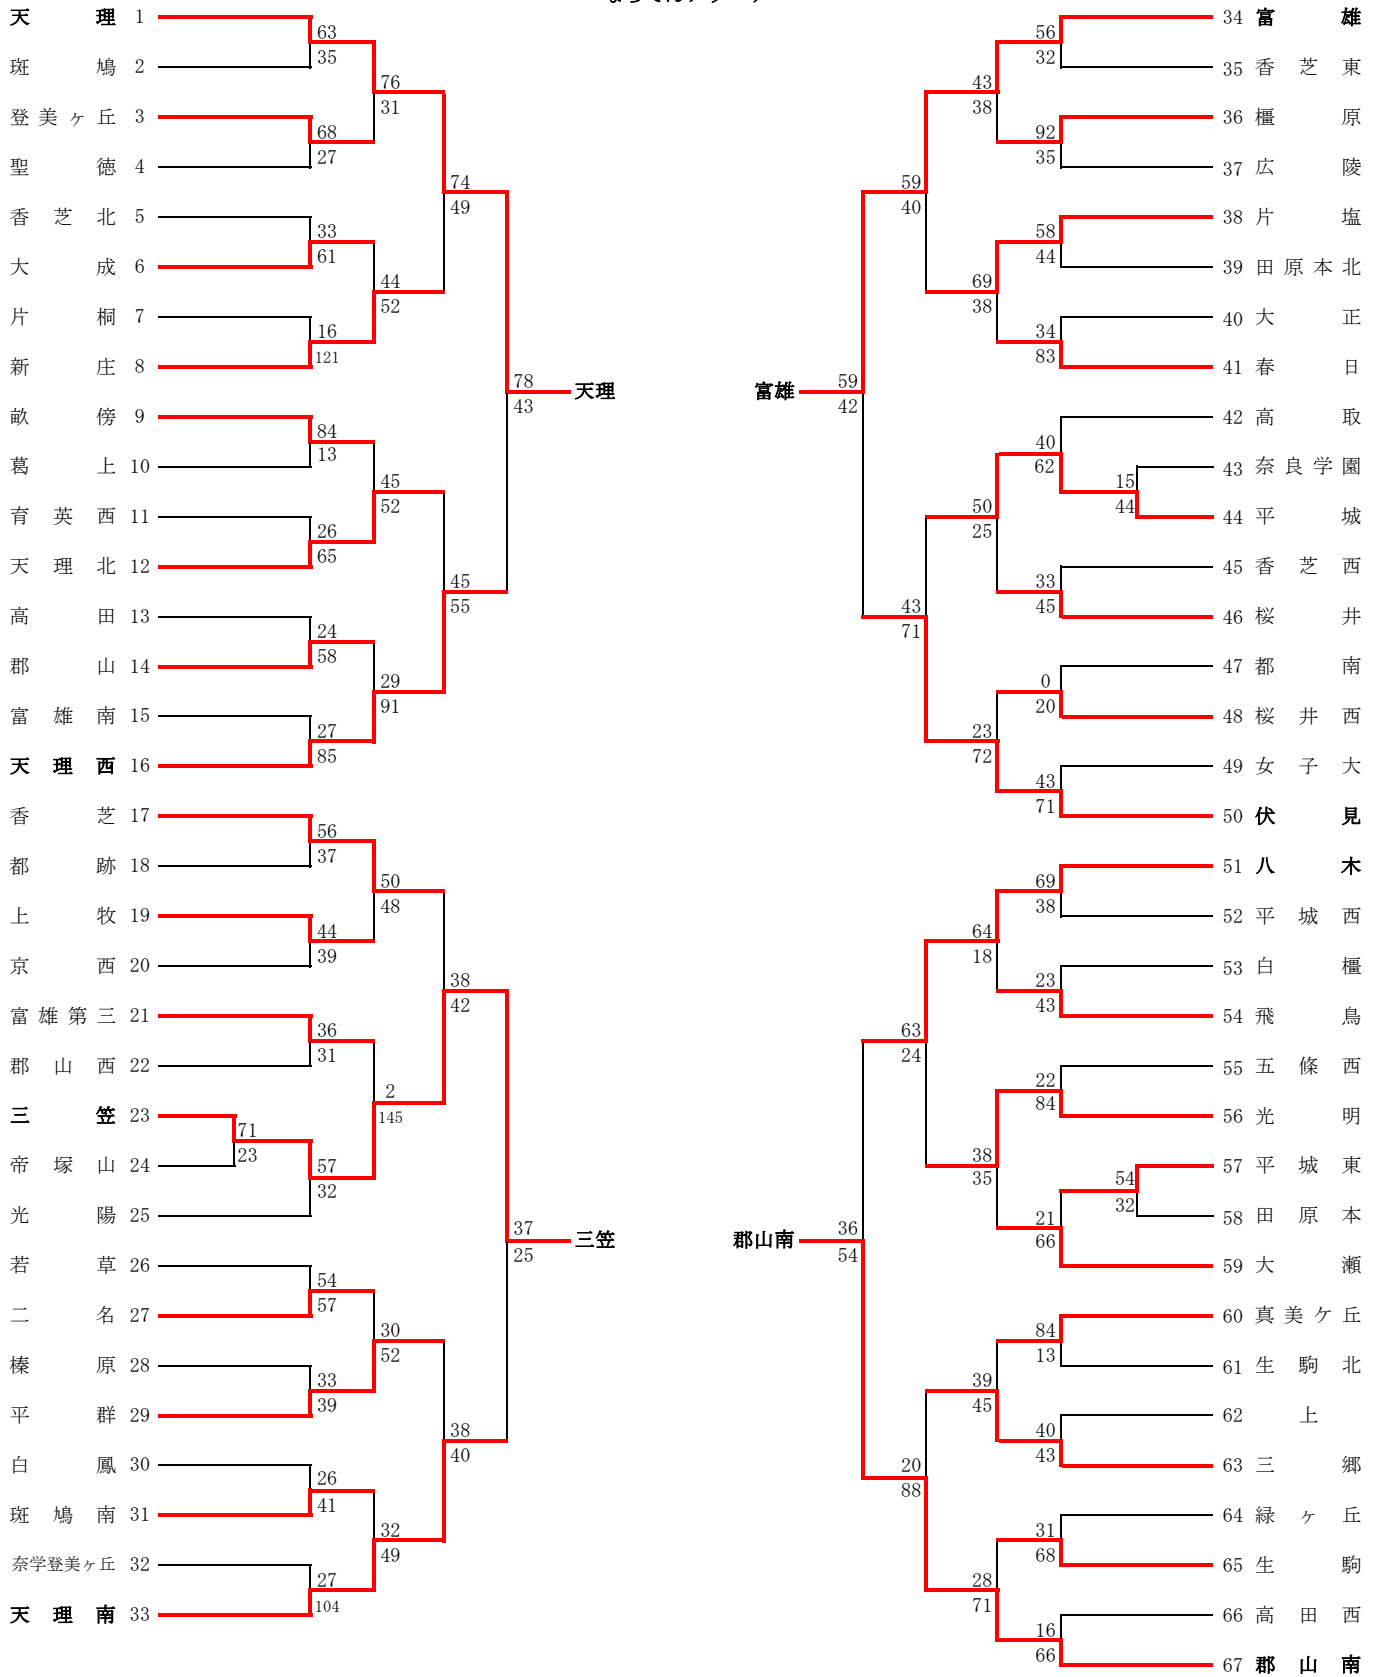 天理 1
63
35
斑鳩 2
76
31
登美ヶ丘 3
68
27
聖徳 4
74
49
香芝北 5
33
61
大成 6
44
52
片桐 7
16
121
新庄 8
78
43
天理
畝傍 9
84
13
葛上 10
45
52
育英西 11
26
65
天理北 12
45
55
高田 13
24
58
郡山 14
29
91
富雄南 15
27
85
天理西 16
香芝 17
56
37
都跡 18
50
48
上牧 19
44
39
京西 20
38
42
富雄第三 21
36
31
郡山西 22
2
145
三笠 23
71
23
帝塚山 24
57
32
光陽 25
37
25
三笠
若草 26
54
57
二名 27
30
52
榛原 28
33
39
平群 29
38
40
白鳳 30
26
41
斑鳩南 31
32
49
奈学登美ヶ丘 32
27
104
天理南 33
34 富雄
56
32
35 香芝東
43
38
36 橿原
92
35
37 広陵
59
40
38 片塩
58
44
39 田原本北
69
38
40 大正
34
83
41 春日
富雄
59
42
42 高取
40
62
43 奈良学園
15
44
44 平城
50
25
45 香芝西
33
45
46 桜井
43
71
47 都南
0
20
48 桜井西
23
72
49 女子大
43
71
50 伏見
51 八木
69
38
52 平城西
64
18
53 白橿
23
43
54 飛鳥
63
24
55 五條西
22
84
56 光明
38
35
57 平城東
54
32
58 田原本
21
66
59 大瀬
郡山南
36
54
60 真美ケ丘
84
13
61 生駒北
39
45
62 上
40
43
63 三郷
20
88
64 緑ヶ丘
31
68
65 生駒
28
71
66 高田西
16
66
67 郡山南